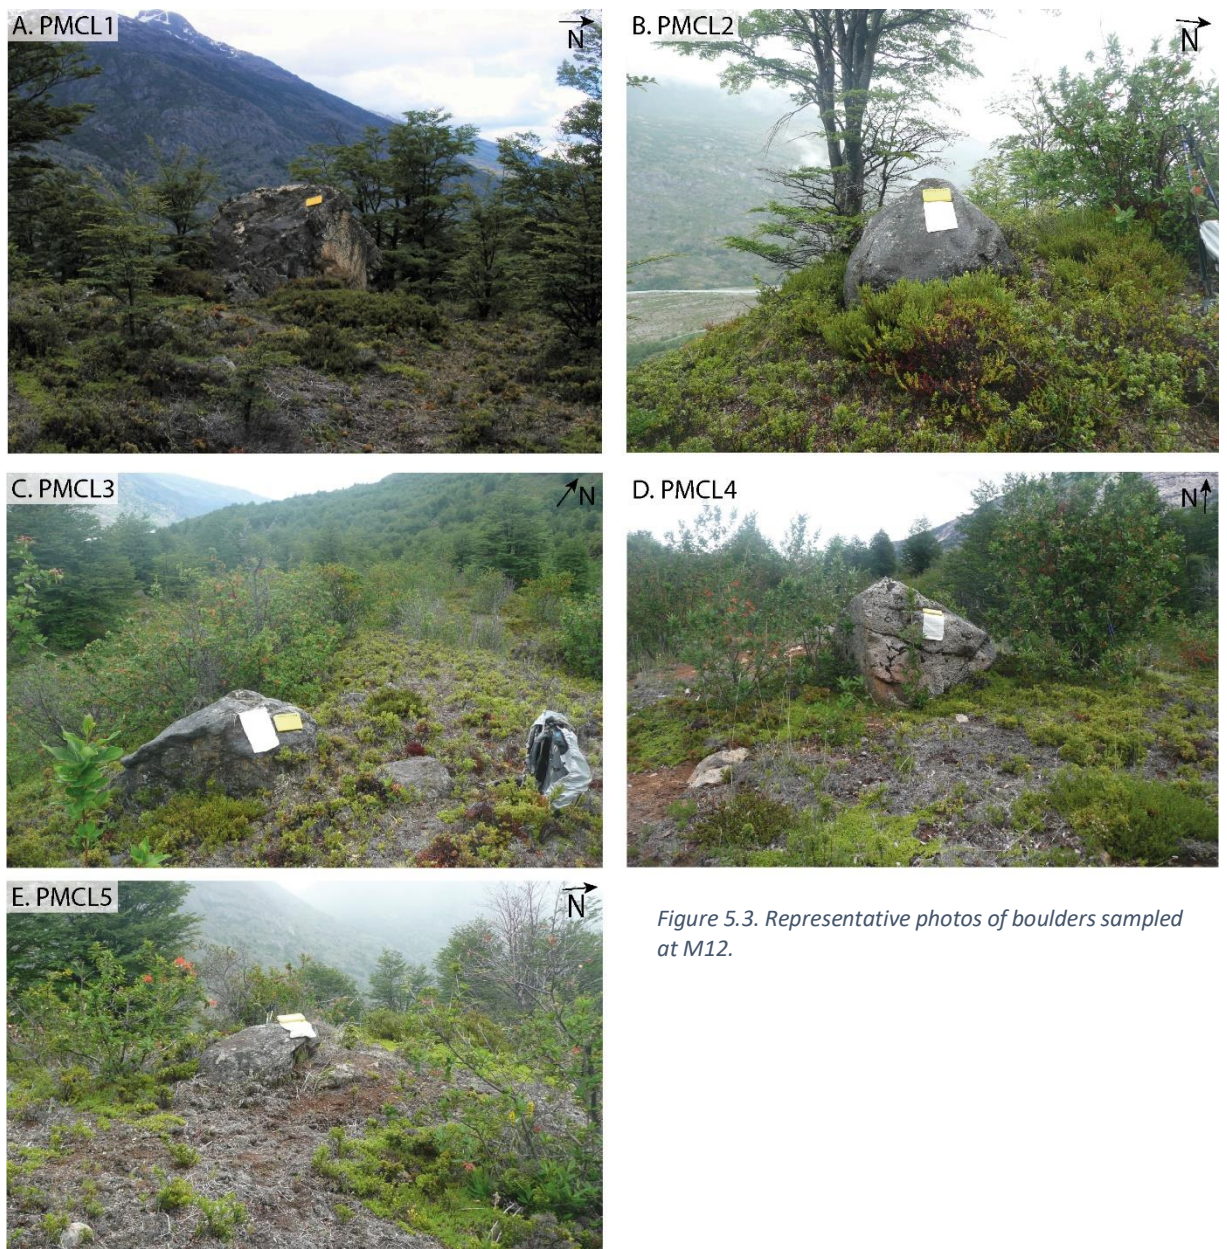 A. PMCL1
N
B. PMCL2
N
C. PMCL3
N
D. PMCL4
N
E. PMCL5
N
Figure 5.3. Representative photos of boulders sampled
at M12.